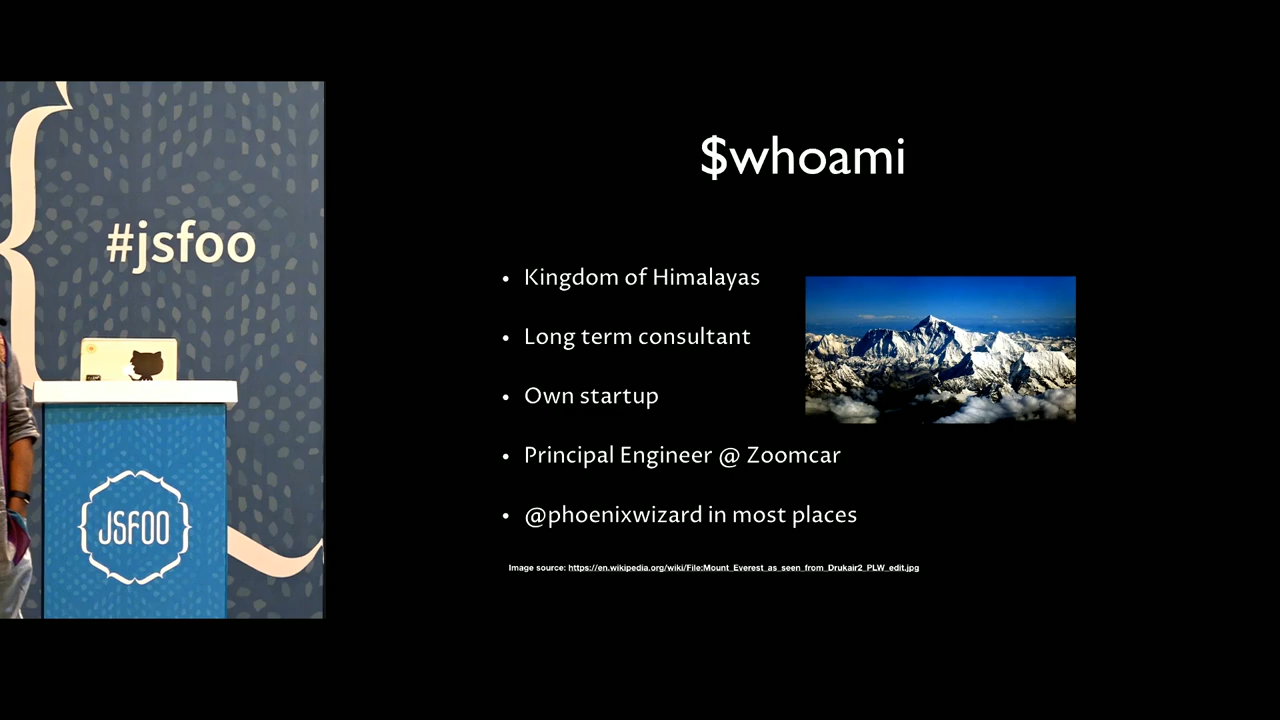 #jsfoo
JSFOO
$whoami
• Kingdom of Himalayas
• Long term consultant
• Own startup
• Principal Engineer @ Zoomcar
• @phoenixwizard in most places
Image source: https://en.wikipedia.org/wiki/File:Mount_Everest_as_seen_from_Drukair2_PLW_edit.jpg